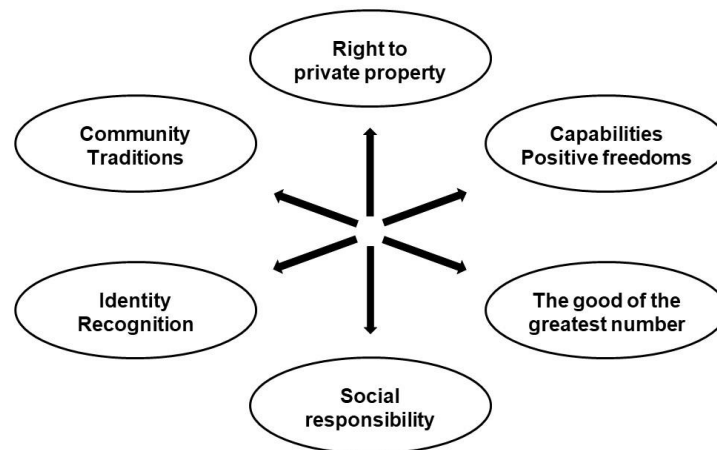 Right to
private property
Community
Traditions
Capabilities
Positive freedoms
Identity
Recognition
The good of the
greatest number
Social
responsibility